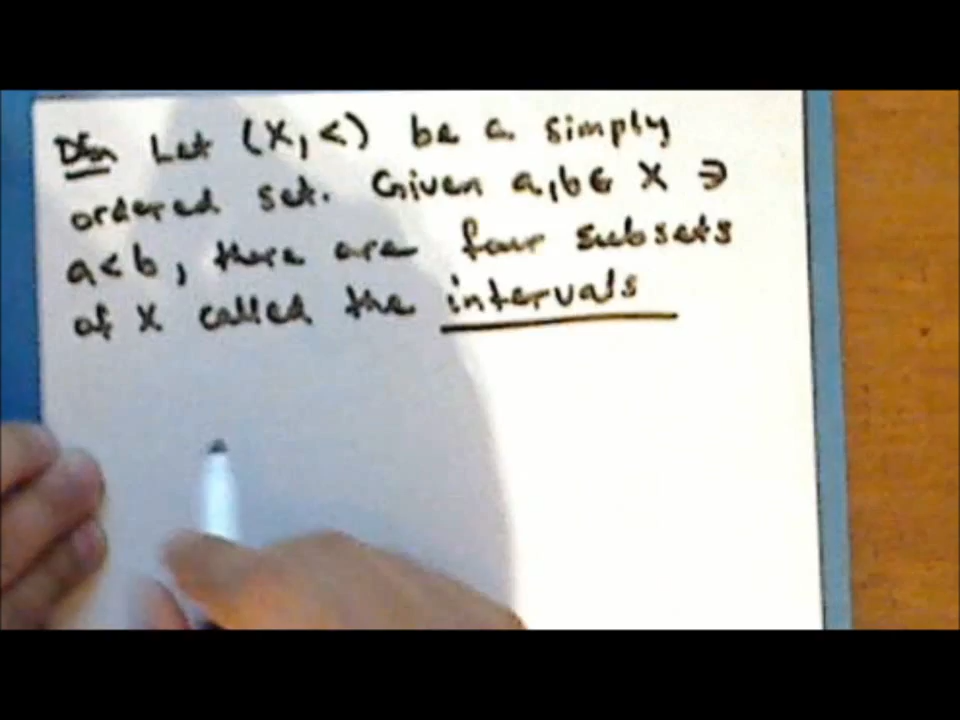 Dfn Let (X, <) be a simply
ordered set. Given a, b ∈ X ∋
a < b, there are four subsets
of X called the intervals